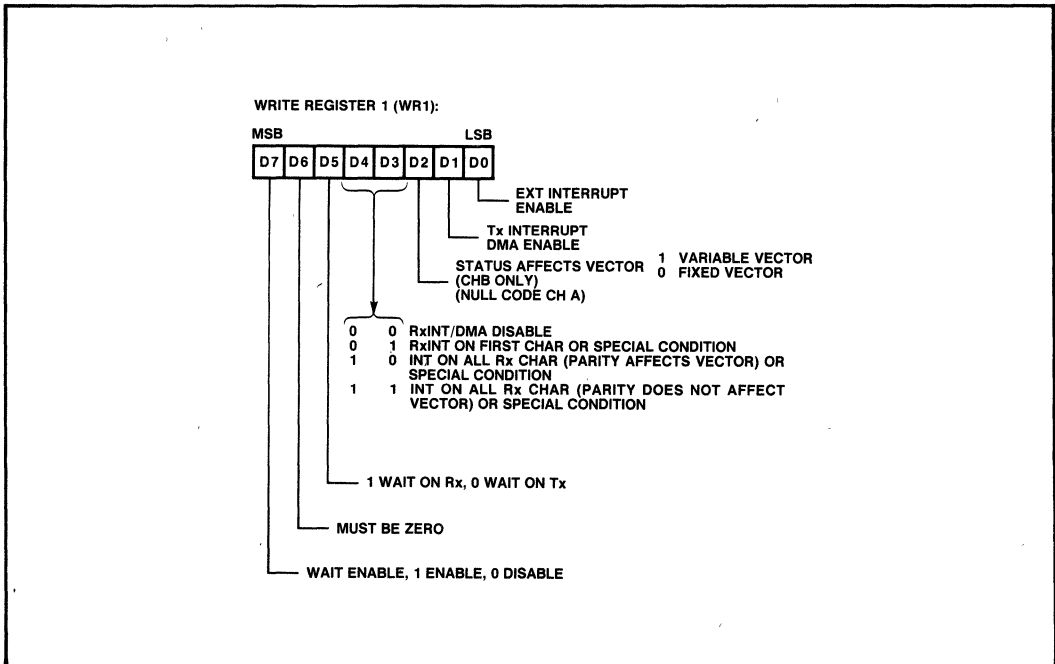 WRITE REGISTER 1 (WR1):
MSB LSB
D7 D6 D5 D4 D3 D2 D1 D0
EXT INTERRUPT
ENABLE
Tx INTERRUPT
DMA ENABLE
STATUS AFFECTS VECTOR 1 VARIABLE VECTOR
(CHB ONLY) 0 FIXED VECTOR
(NULL CODE CH A)
0 0 RxINT/DMA DISABLE
0 1 RxINT ON FIRST CHAR OR SPECIAL CONDITION
1 0 INT ON ALL Rx CHAR (PARITY AFFECTS VECTOR) OR
SPECIAL CONDITION
1 1 INT ON ALL Rx CHAR (PARITY DOES NOT AFFECT
VECTOR) OR SPECIAL CONDITION
1 WAIT ON Rx, 0 WAIT ON Tx
MUST BE ZERO
WAIT ENABLE, 1 ENABLE, 0 DISABLE